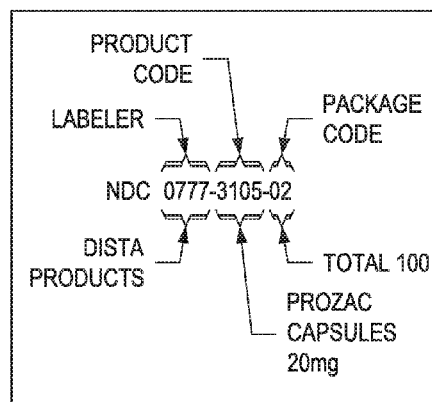 PRODUCT
CODE
LABELER
PACKAGE
CODE
NDC 0777-3105-02
DISTA
PRODUCTS
TOTAL 100
PROZAC
CAPSULES
20mg